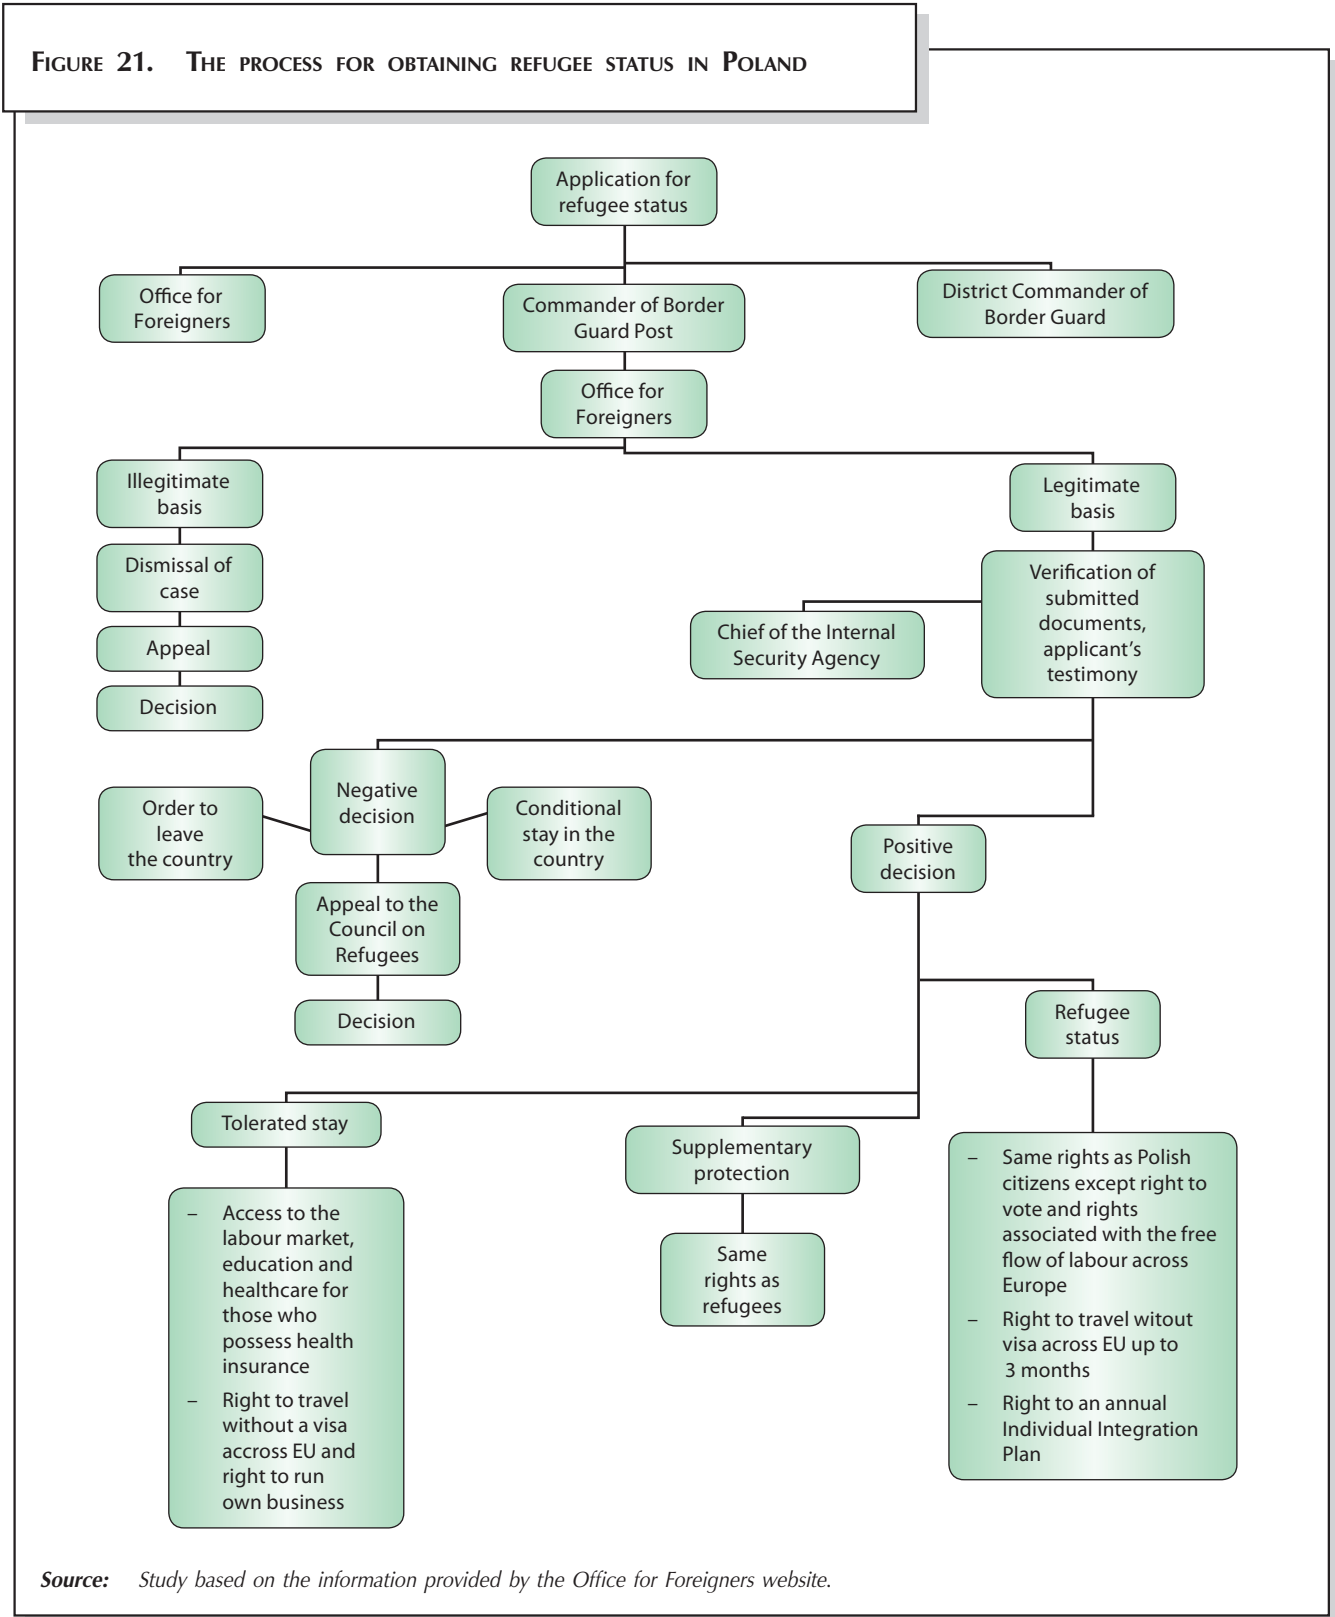 FIGURE 21. THE PROCESS FOR OBTAINING REFUGEE STATUS IN POLAND
Application for
refugee status
Office for
Foreigners
Commander of Border
Guard Post
District Commander of
Border Guard
Office for
Foreigners
Illegitimate
basis
Legitimate
basis
Dismissal of
case
Appeal
Decision
Verification of
submitted
documents,
applicant's
testimony
Chief of the Internal
Security Agency
Negative
decision
Order to
leave
the country
Conditional
stay in the
country
Appeal to the
Council on
Refugees
Decision
Positive
decision
Refugee
status
Tolerated stay
Supplementary
protection
– Access to the
labour market,
education and
healthcare for
those who
possess health
insurance
– Right to travel
without a visa
accross EU and
right to run
own business
Same
rights as
refugees
– Same rights as Polish
citizens except right to
vote and rights
associated with the free
flow of labour across
Europe
– Right to travel witout
visa across EU up to
3 months
– Right to an annual
Individual Integration
Plan
Source: Study based on the information provided by the Office for Foreigners website.